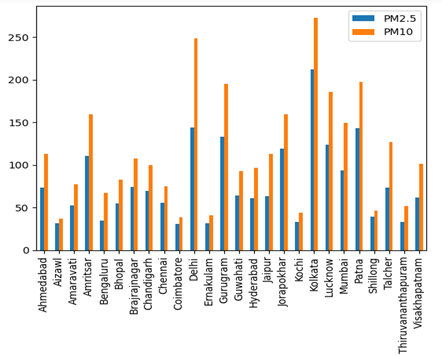 PM2.5
PM10
250
200
150
100
50
0
Ahmedabad
Aizawl
Amaravati
Amritsar
Bengaluru
Bhopal
Brajrajnagar
Chandigarh
Chennai
Coimbatore
Delhi
Ernakulam
Gurugram
Guwahati
Hyderabad
Jaipur
Jorapokhar
Kochi
Kolkata
Lucknow
Mumbai
Patna
Shillong
Talcher
Thiruvananthapuram
Visakhapatnam